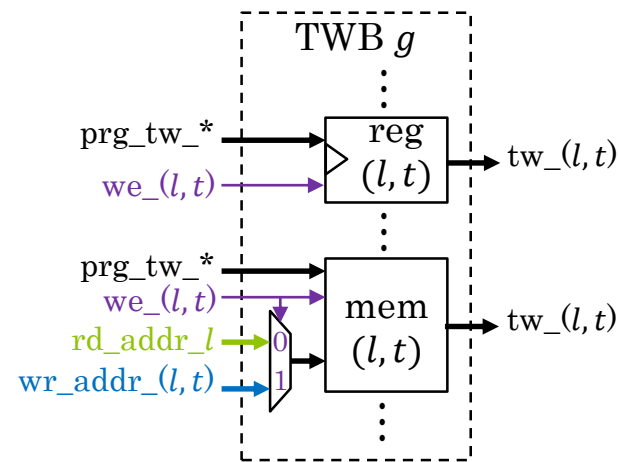 TWB g
prg_tw_*
reg
(l, t)
tw_(l, t)
we_(l, t)
prg_tw_*
we_(l, t)
mem
(l, t)
tw_(l, t)
rd_addr_l
0
wr_addr_(l, t)
1